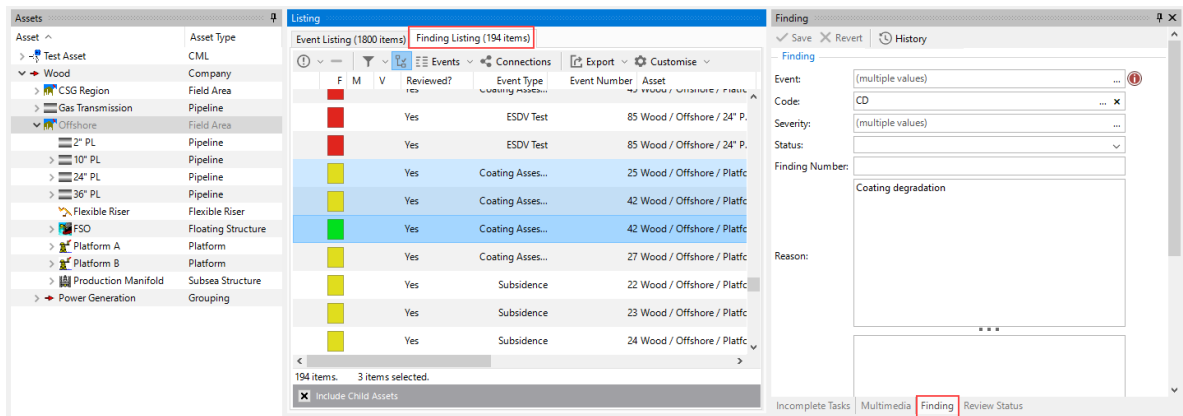 Assets
Asset Asset Type
Test Asset CML
Wood Company
CSG Region Field Area
Gas Transmission Pipeline
Offshore Field Area
2" PL Pipeline
10" PL Pipeline
24" PL Pipeline
36" PL Pipeline
Flexible Riser Flexible Riser
FSO Floating Structure
Platform A Platform
Platform B Platform
Production Manifold Subsea Structure
Power Generation Grouping
Listing
Event Listing (1800 items) Finding Listing (194 items)
Events Connections Export Customise
F M V Reviewed? Event Type Event Number Asset
Yes Coating Asses... 45 Wood / Offshore / Platfc
Yes ESDV Test 85 Wood / Offshore / 24" P.
Yes ESDV Test 85 Wood / Offshore / 24" P.
Yes Coating Asses... 25 Wood / Offshore / Platfc
Yes Coating Asses... 42 Wood / Offshore / Platfc
Yes Coating Asses... 42 Wood / Offshore / Platfc
Yes Coating Asses... 27 Wood / Offshore / Platfc
Yes Subsidence 22 Wood / Offshore / Platfc
Yes Subsidence 23 Wood / Offshore / Platfc
Yes Subsidence 24 Wood / Offshore / Platfc
194 items. 3 items selected.
Include Child Assets
Finding
Save Revert History
Finding
Event: (multiple values) ...
Code: CD ... x
Severity: (multiple values) ...
Status:
Finding Number:
Coating degradation
Reason:
Incomplete Tasks Multimedia Finding Review Status